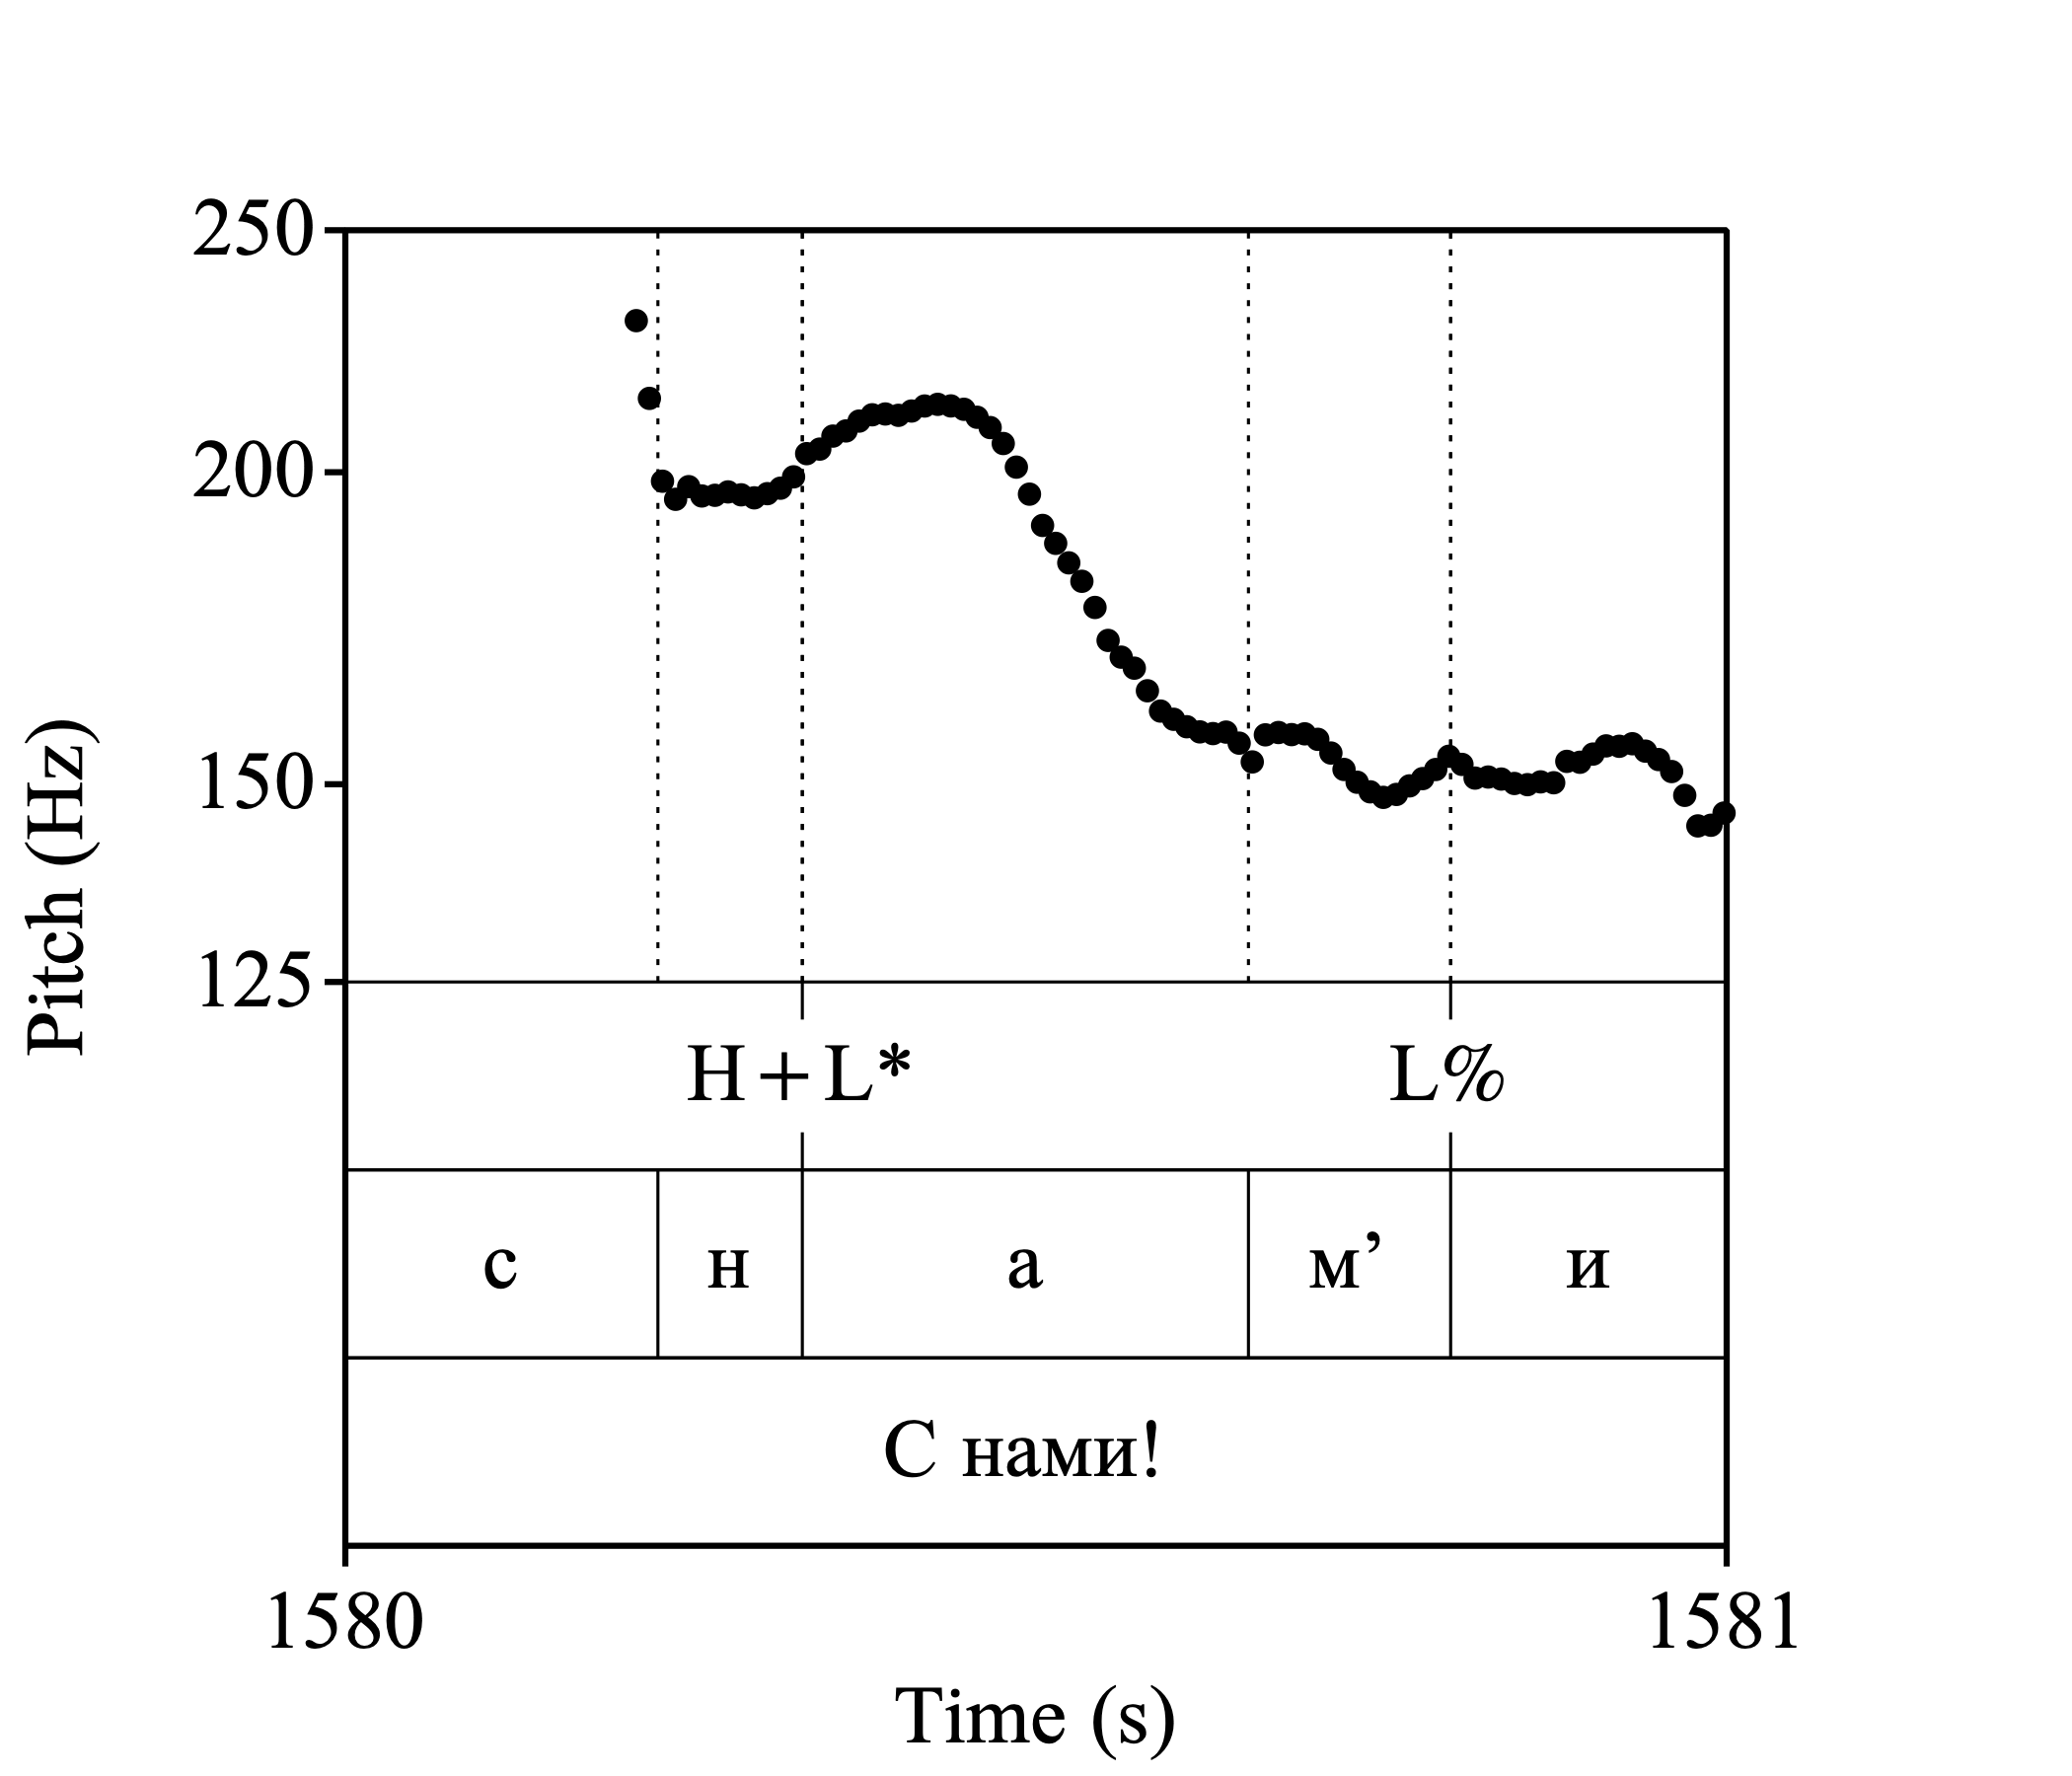 250
200
150
125
Pitch (Hz)
H+L* L%
с н а м’ и
С нами!
1580 1581
Time (s)